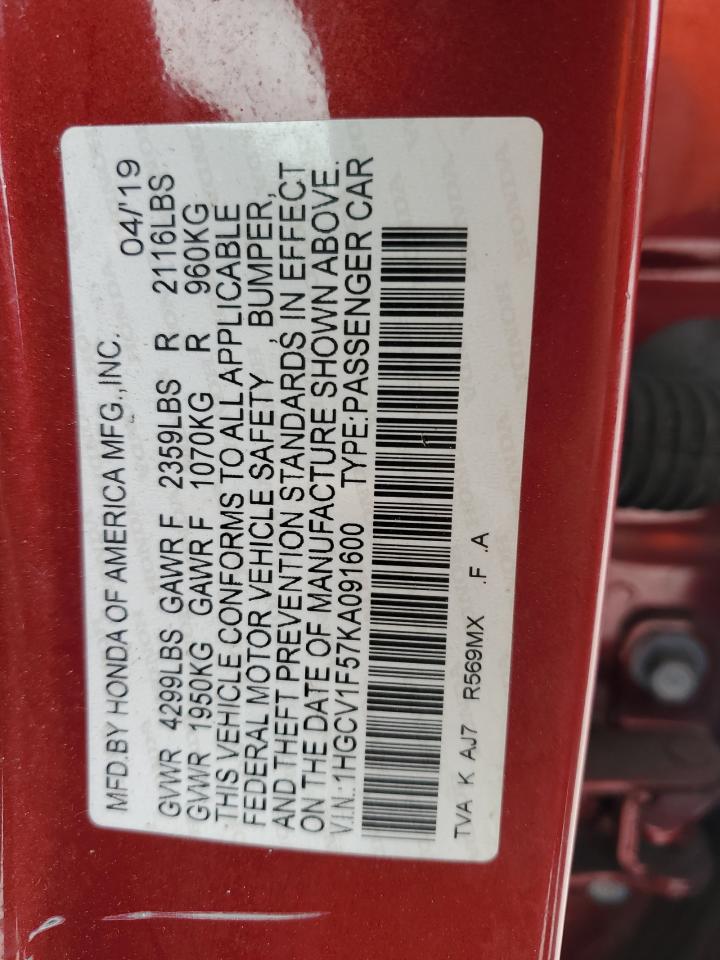 MFD.BY HONDA OF AMERICA MFG.,INC. 04/'19
GVWR 4299LBS GAWR F 2359LBS R 2116LBS
GVWR 1950KG GAWR F 1070KG R 960KG
THIS VEHICLE CONFORMS TO ALL APPLICABLE
FEDERAL MOTOR VEHICLE SAFETY , BUMPER,
AND THEFT PREVENTION STANDARDS IN EFFECT
ON THE DATE OF MANUFACTURE SHOWN ABOVE.
V.I.N.:1HGCV1F57KA091600 TYPE:PASSENGER CAR
TVA K AJ7 R569MX .F .A